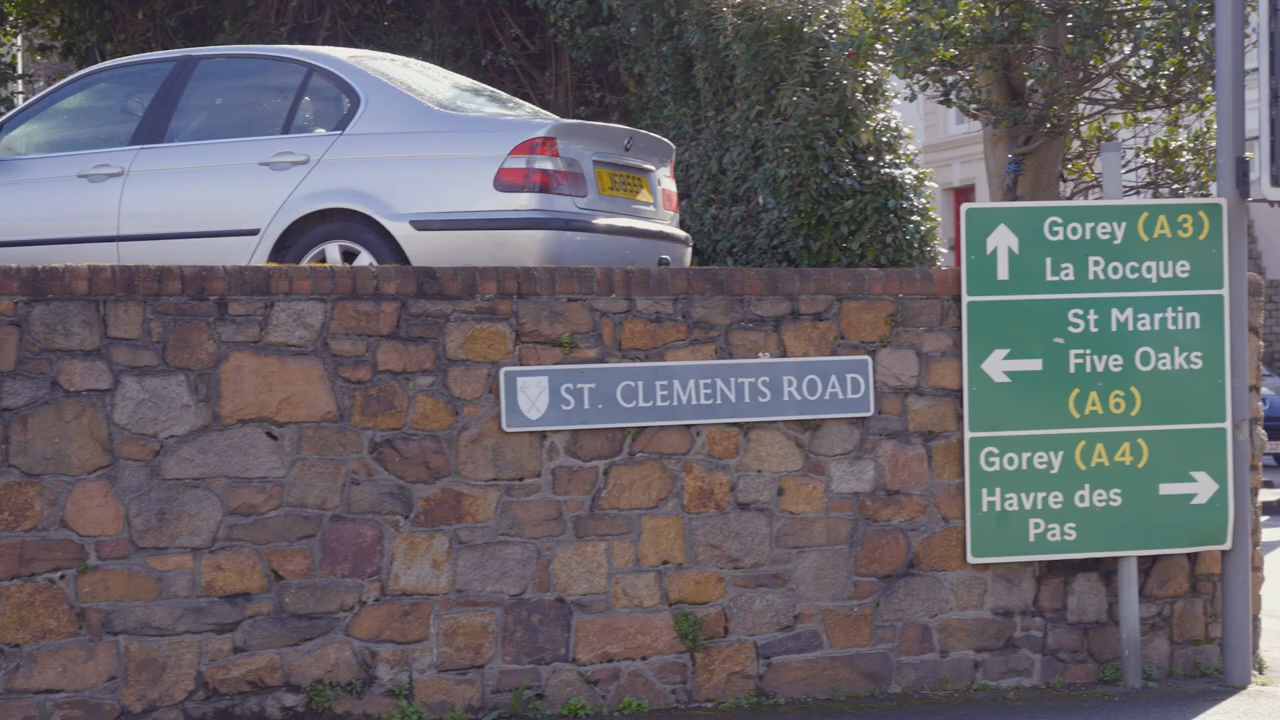 ST. CLEMENTS ROAD
Gorey (A3)
La Rocque
St Martin
Five Oaks
(A6)
Gorey (A4)
Havre des
Pas